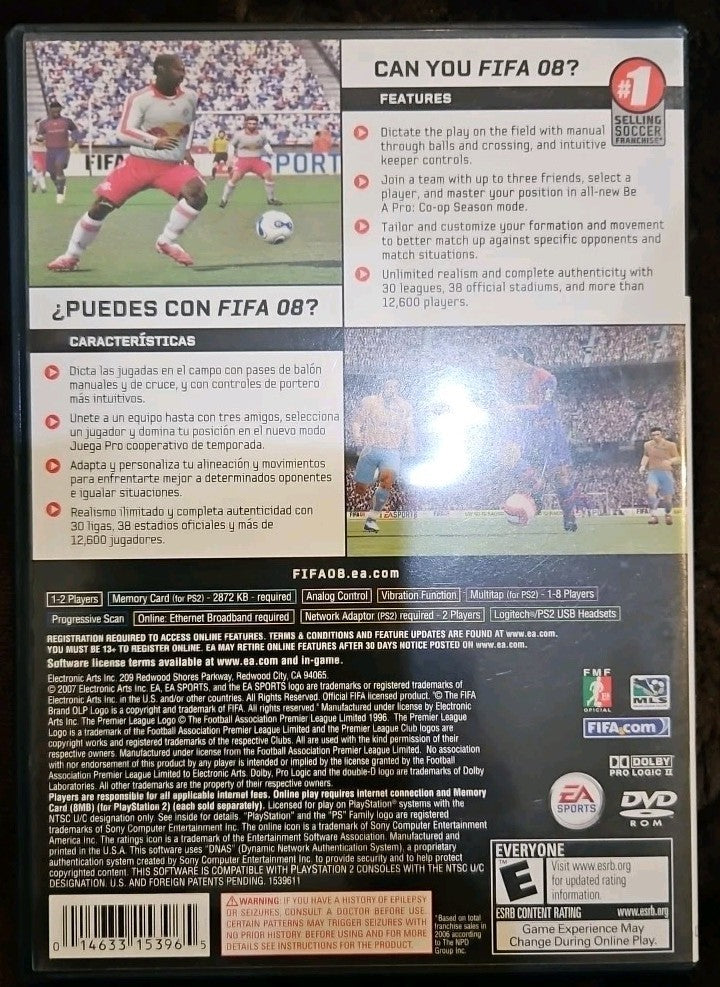 CAN YOU FIFA 08?
#1
SELLING
SOCCER
FRANCHISE*
FEATURES
Dictate the play on the field with manual
through balls and crossing, and intuitive
keeper controls.
Join a team with up to three friends, select a
player, and master your position in all-new Be
A Pro: Co-op Season mode.
Tailor and customize your formation and movement
to better match up against specific opponents and
match situations.
Unlimited realism and complete authenticity with
30 leagues, 38 official stadiums, and more than
12,600 players.
FIFA
SPORT
¿PUEDES CON FIFA 08?
CARACTERÍSTICAS
Dicta las jugadas en el campo con pases de balón
manuales y de cruce, y con controles de portero
más intuitivos.
Unete a un equipo hasta con tres amigos, selecciona
un jugador y domina tu posición en el nuevo modo
Juega Pro cooperativo de temporada.
Adapta y personaliza tu alineación y movimientos
para enfrentarte mejor a determinados oponentes
e igualar situaciones.
Realismo ilimitado y completa autenticidad con
30 ligas, 38 estadios oficiales y más de
12,600 jugadores.
EA SPORTS
FIFA08.ea.com
1-2 Players Memory Card (for PS2) - 2872 KB - required Analog Control Vibration Function Multitap (for PS2) - 1-8 Players
Progressive Scan Online: Ethernet Broadband required Network Adaptor (PS2) required - 2 Players Logitech®/PS2 USB Headsets
REGISTRATION REQUIRED TO ACCESS ONLINE FEATURES. TERMS & CONDITIONS AND FEATURE UPDATES ARE FOUND AT www.ea.com.
YOU MUST BE 13+ TO REGISTER ONLINE. EA MAY RETIRE ONLINE FEATURES AFTER 30 DAYS NOTICE POSTED ON www.ea.com.
Software license terms available at www.ea.com and in-game.
Electronic Arts Inc. 209 Redwood Shores Parkway, Redwood City, CA 94065.
© 2007 Electronic Arts Inc. EA, EA SPORTS, and the EA SPORTS logo are trademarks or registered trademarks of
Electronic Arts Inc. in the U.S. and/or other countries. All Rights Reserved. Official FIFA licensed product. "© The FIFA
Brand OLP Logo is a copyright and trademark of FIFA. All rights reserved." Manufactured under license by Electronic
Arts Inc. The Premier League Logo © The Football Association Premier League Limited 1996. The Premier League
Logo is a trademark of the Football Association Premier League Limited and the Premier League Club logos are
copyright works and registered trademarks of the respective Clubs. All are used with the kind permission of their
respective owners. Manufactured under license from the Football Association Premier League Limited. No association
with nor endorsement of this product by any player is intended or implied by the license granted by the Football
Association Premier League Limited to Electronic Arts. Dolby, Pro Logic and the double-D logo are trademarks of Dolby
Laboratories. All other trademarks are the property of their respective owners.
Players are responsible for all applicable internet fees. Online play requires internet connection and Memory
Card (8MB) (for PlayStation 2) (each sold separately). Licensed for play on PlayStation® systems with the
NTSC U/C designation only. See inside for details. "PlayStation" and the "PS" Family logo are registered
trademarks of Sony Computer Entertainment Inc. The online icon is a trademark of Sony Computer Entertainment
America Inc. The ratings icon is a trademark of the Entertainment Software Association. Manufactured and
printed in the U.S.A. This software uses "DNAS" (Dynamic Network Authentication System), a proprietary
authentication system created by Sony Computer Entertainment Inc. to provide security and to help protect
copyrighted content. THIS SOFTWARE IS COMPATIBLE WITH PLAYSTATION 2 CONSOLES WITH THE NTSC U/C
DESIGNATION. U.S. AND FOREIGN PATENTS PENDING. 1539611
FMF
OFICIAL
MLS
FIFA.com
DOLBY
PRO LOGIC II
EA
SPORTS
DVD
ROM
EVERYONE
E
Visit www.esrb.org
for updated rating
information.
ESRB CONTENT RATING www.esrb.org
Game Experience May
Change During Online Play.
0 14633 15396 5
WARNING: IF YOU HAVE A HISTORY OF EPILEPSY
OR SEIZURES, CONSULT A DOCTOR BEFORE USE.
CERTAIN PATTERNS MAY TRIGGER SEIZURES WITH
NO PRIOR HISTORY. BEFORE USING AND FOR MORE
DETAILS SEE INSTRUCTIONS FOR THE PRODUCT.
*Based on total
franchise sales in
2006 according
to The NPD
Group Inc.